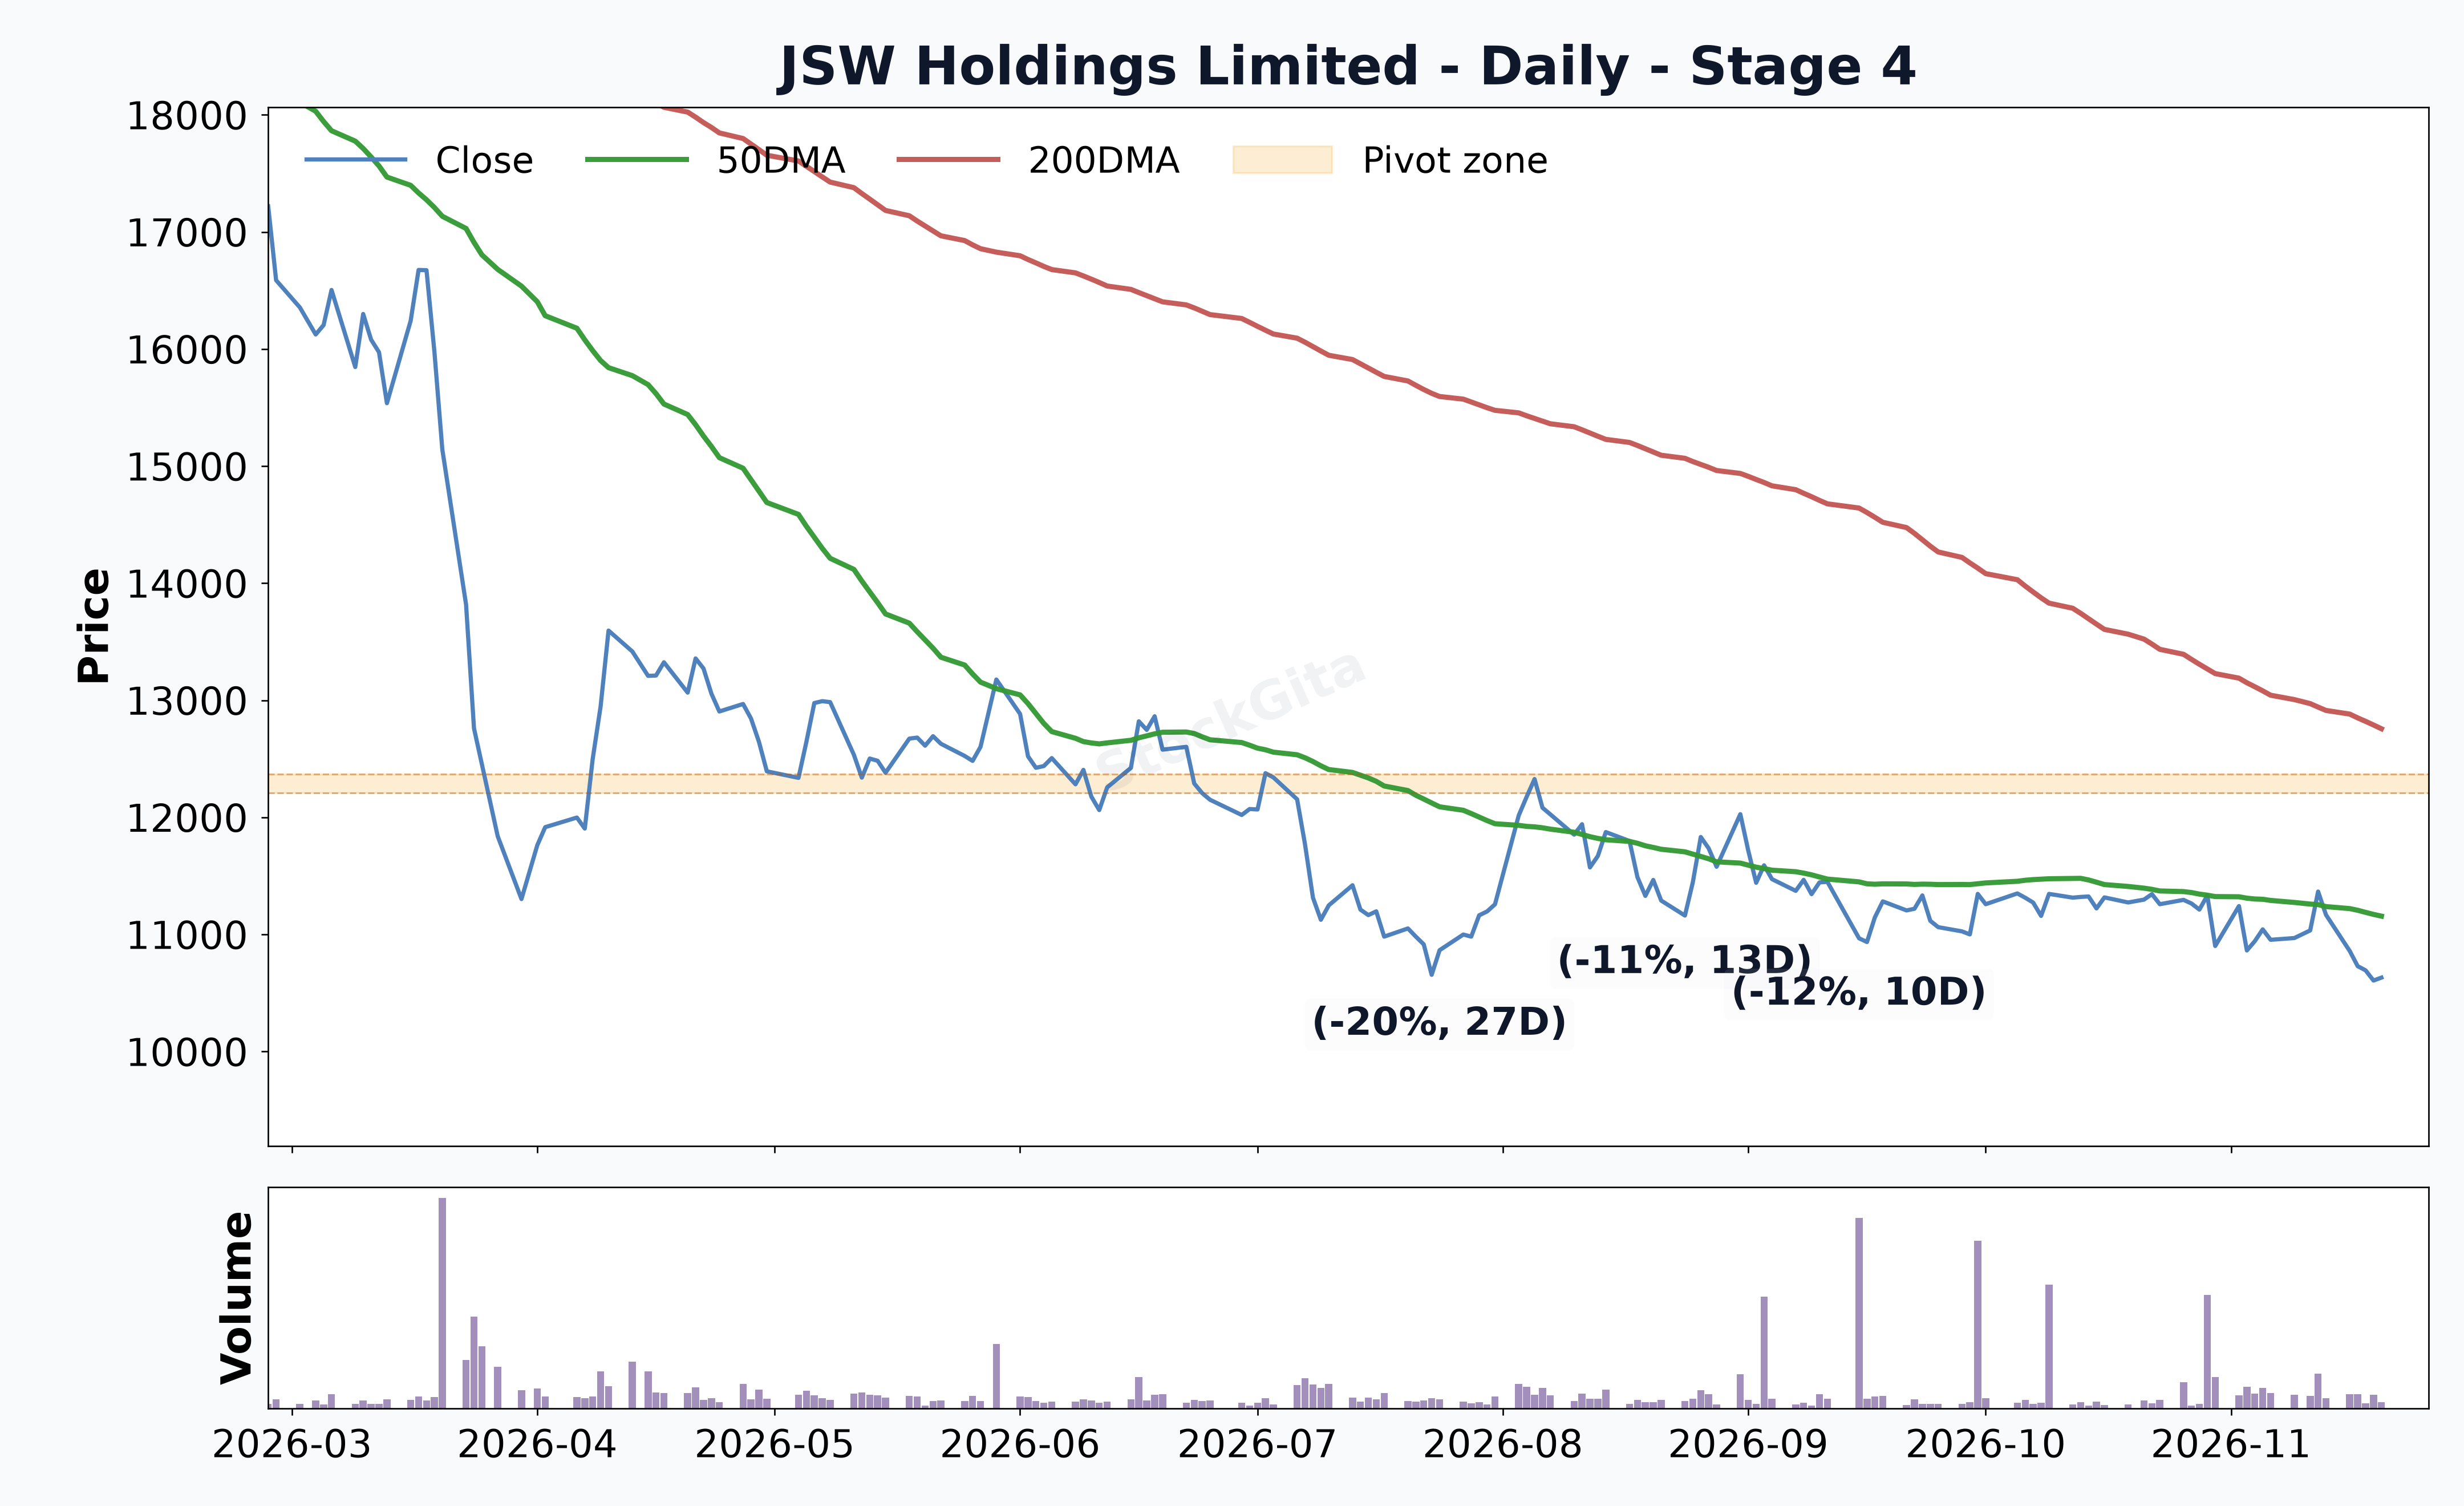 JSW Holdings Limited - Daily - Stage 4
Close 50DMA 200DMA Pivot zone
18000
17000
16000
15000
14000
13000
12000
11000
10000
Price
StockGita
(-20%, 27D)
(-11%, 13D)
(-12%, 10D)
Volume
2026-03 2026-04 2026-05 2026-06 2026-07 2026-08 2026-09 2026-10 2026-11